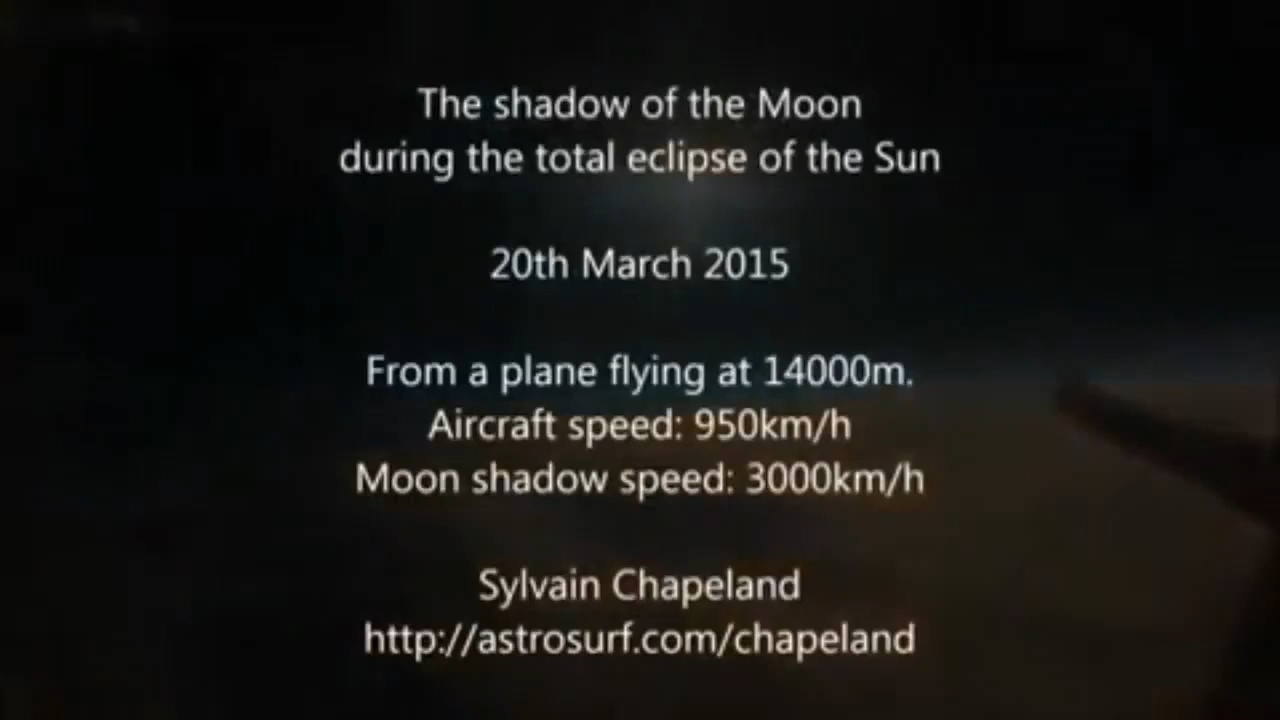 The shadow of the Moon
during the total eclipse of the Sun
20th March 2015
From a plane flying at 14000m.
Aircraft speed: 950km/h
Moon shadow speed: 3000km/h
Sylvain Chapeland
http://astrosurf.com/chapeland